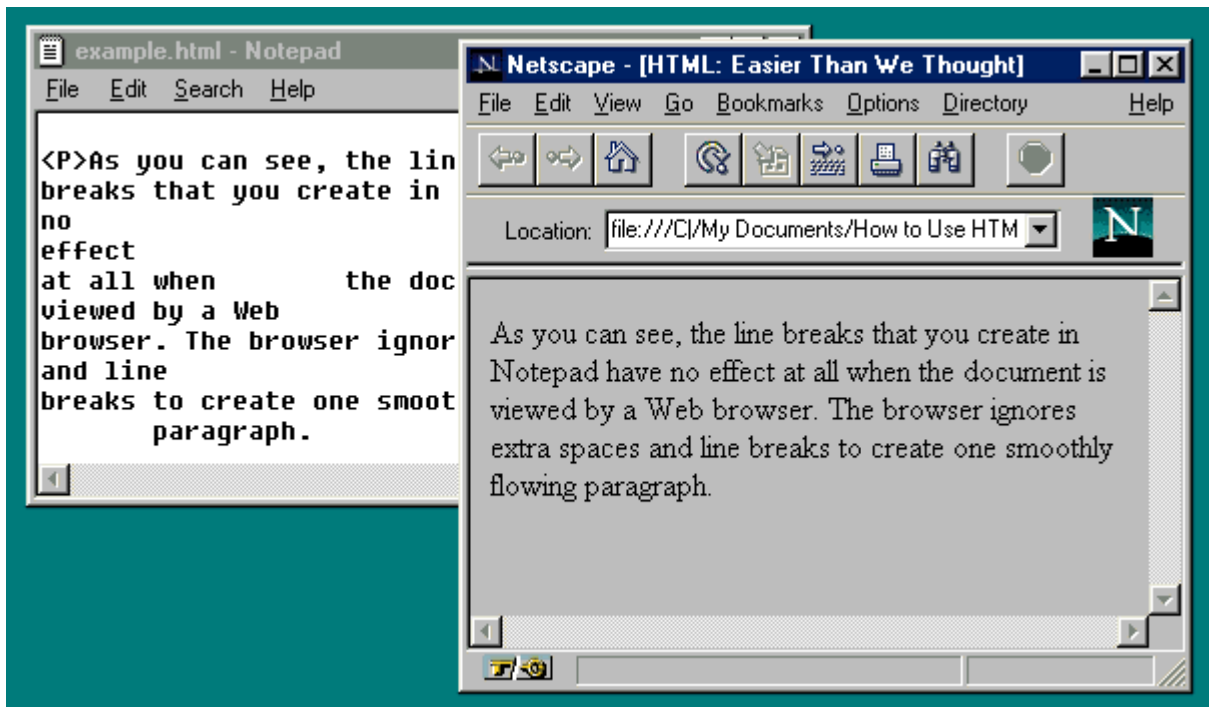 example.html - Notepad
File Edit Search Help
<P>As you can see, the lin
breaks that you create in
no
effect
at all when the doc
viewed by a Web
browser. The browser ignor
and line
breaks to create one smoot
paragraph.
Netscape - [HTML: Easier Than We Thought]
File Edit View Go Bookmarks Options Directory Help
Location: file:///C|/My Documents/How to Use HTM
N
As you can see, the line breaks that you create in
Notepad have no effect at all when the document is
viewed by a Web browser. The browser ignores
extra spaces and line breaks to create one smoothly
flowing paragraph.